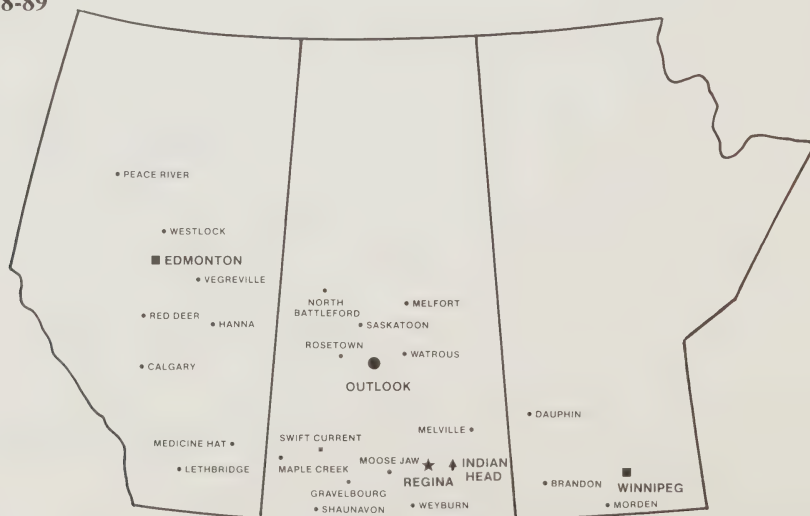 8-89
PEACE RIVER
WESTLOCK
EDMONTON
VEGREVILLE
RED DEER
HANNA
CALGARY
MEDICINE HAT
LETHBRIDGE
NORTH
BATTLEFORD
MELFORT
SASKATOON
ROSETOWN
WATROUS
OUTLOOK
MELVILLE
SWIFT CURRENT
MAPLE CREEK
MOOSE JAW
REGINA
INDIAN
HEAD
GRAVELBOURG
SHAUNAVON
WEYBURN
DAUPHIN
BRANDON
WINNIPEG
MORDEN